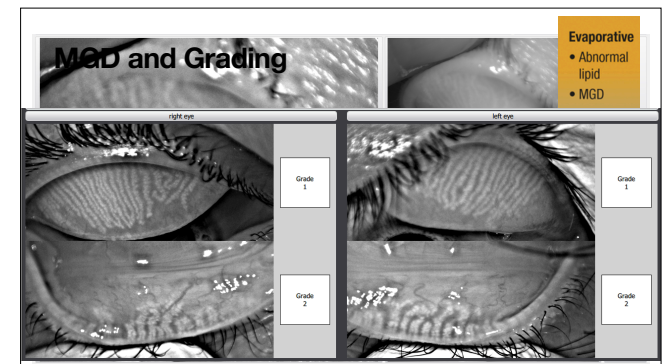 MGD and Grading
Evaporative
• Abnormal
lipid
• MGD
right eye
left eye
Grade
1
Grade
1
Grade
2
Grade
2